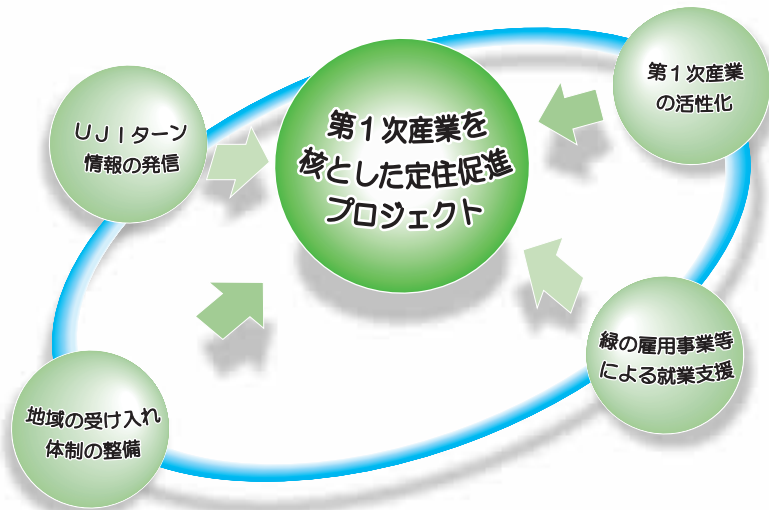 第１次産業を
核とした定住促進
プロジェクト
第１次産業
の活性化
ＵＪＩターン
情報の発信
緑の雇用事業等
による就業支援
地域の受け入れ
体制の整備